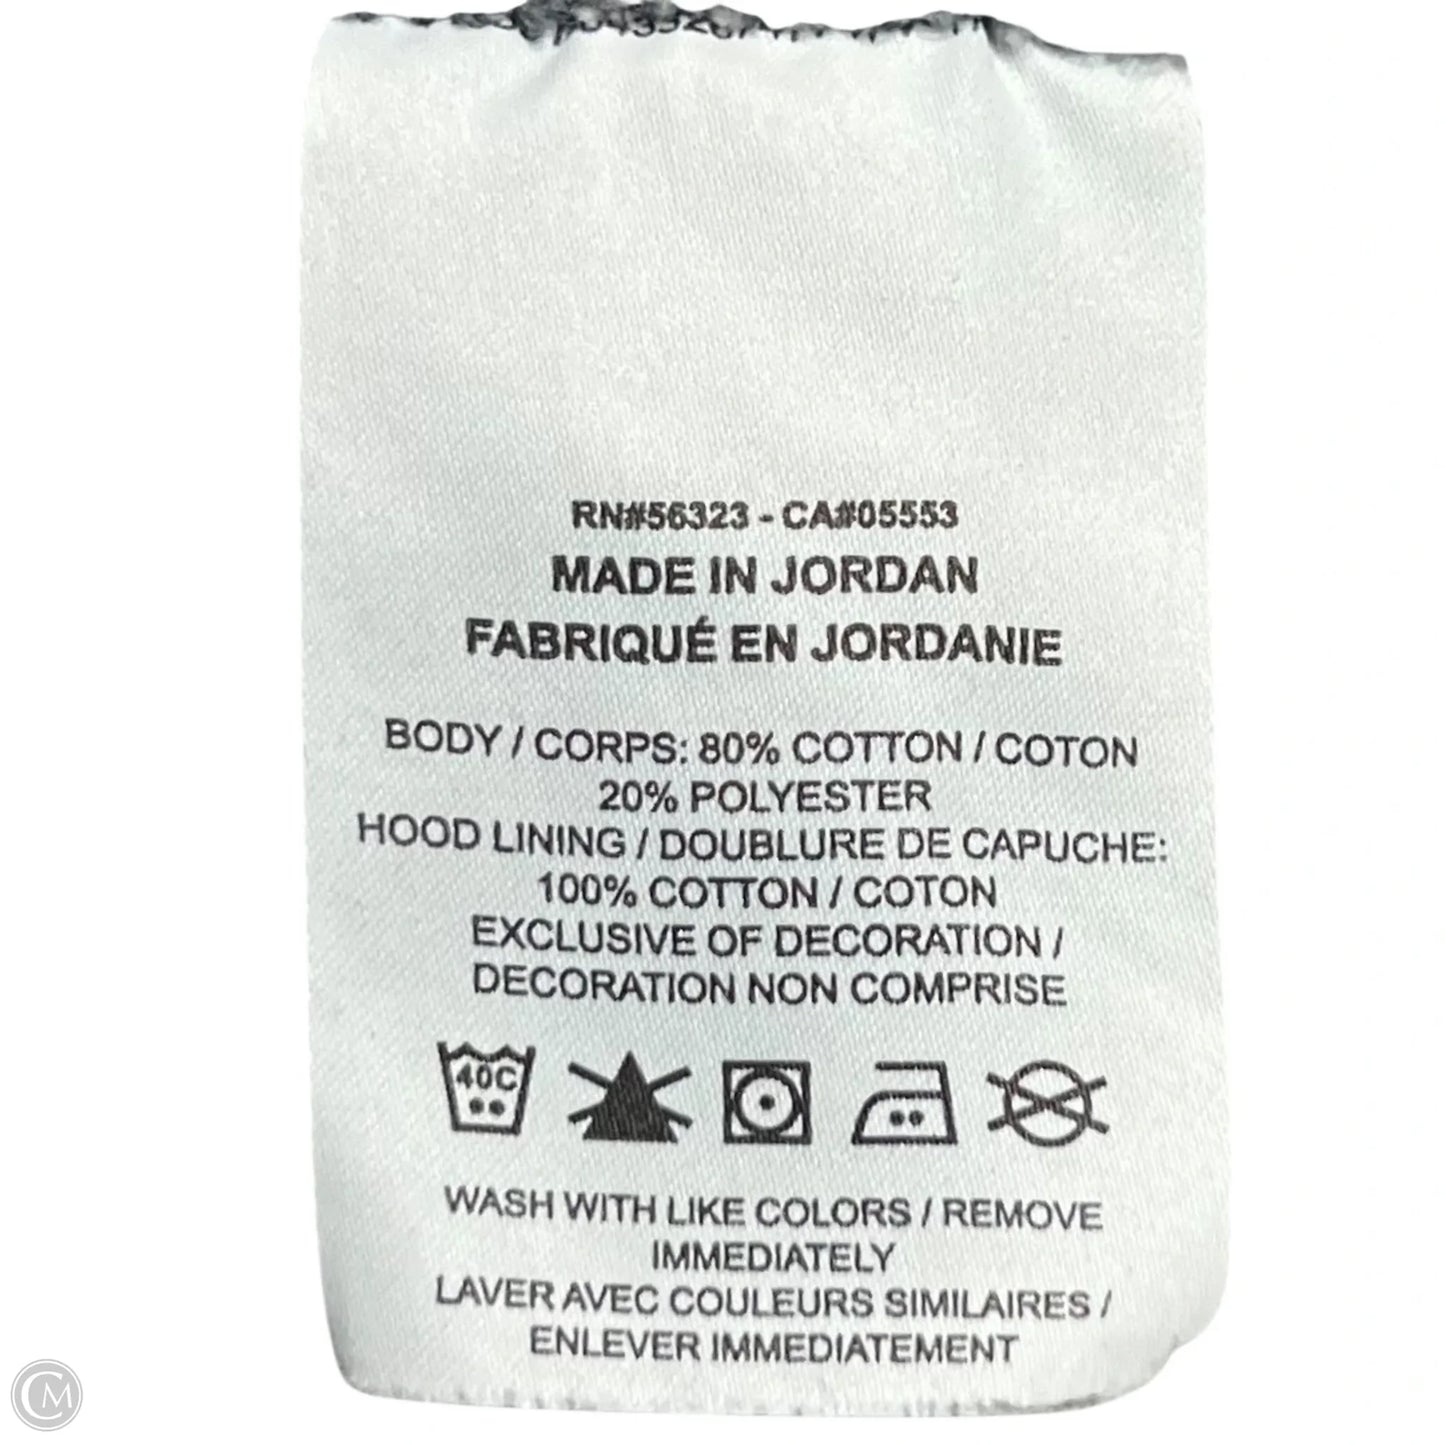 RN#56323 - CA#05553
MADE IN JORDAN
FABRIQUÉ EN JORDANIE
BODY / CORPS: 80% COTTON / COTON
20% POLYESTER
HOOD LINING / DOUBLURE DE CAPUCHE:
100% COTTON / COTON
EXCLUSIVE OF DECORATION /
DECORATION NON COMPRISE
40C
WASH WITH LIKE COLORS / REMOVE
IMMEDIATELY
LAVER AVEC COULEURS SIMILAIRES /
ENLEVER IMMEDIATEMENT
CM